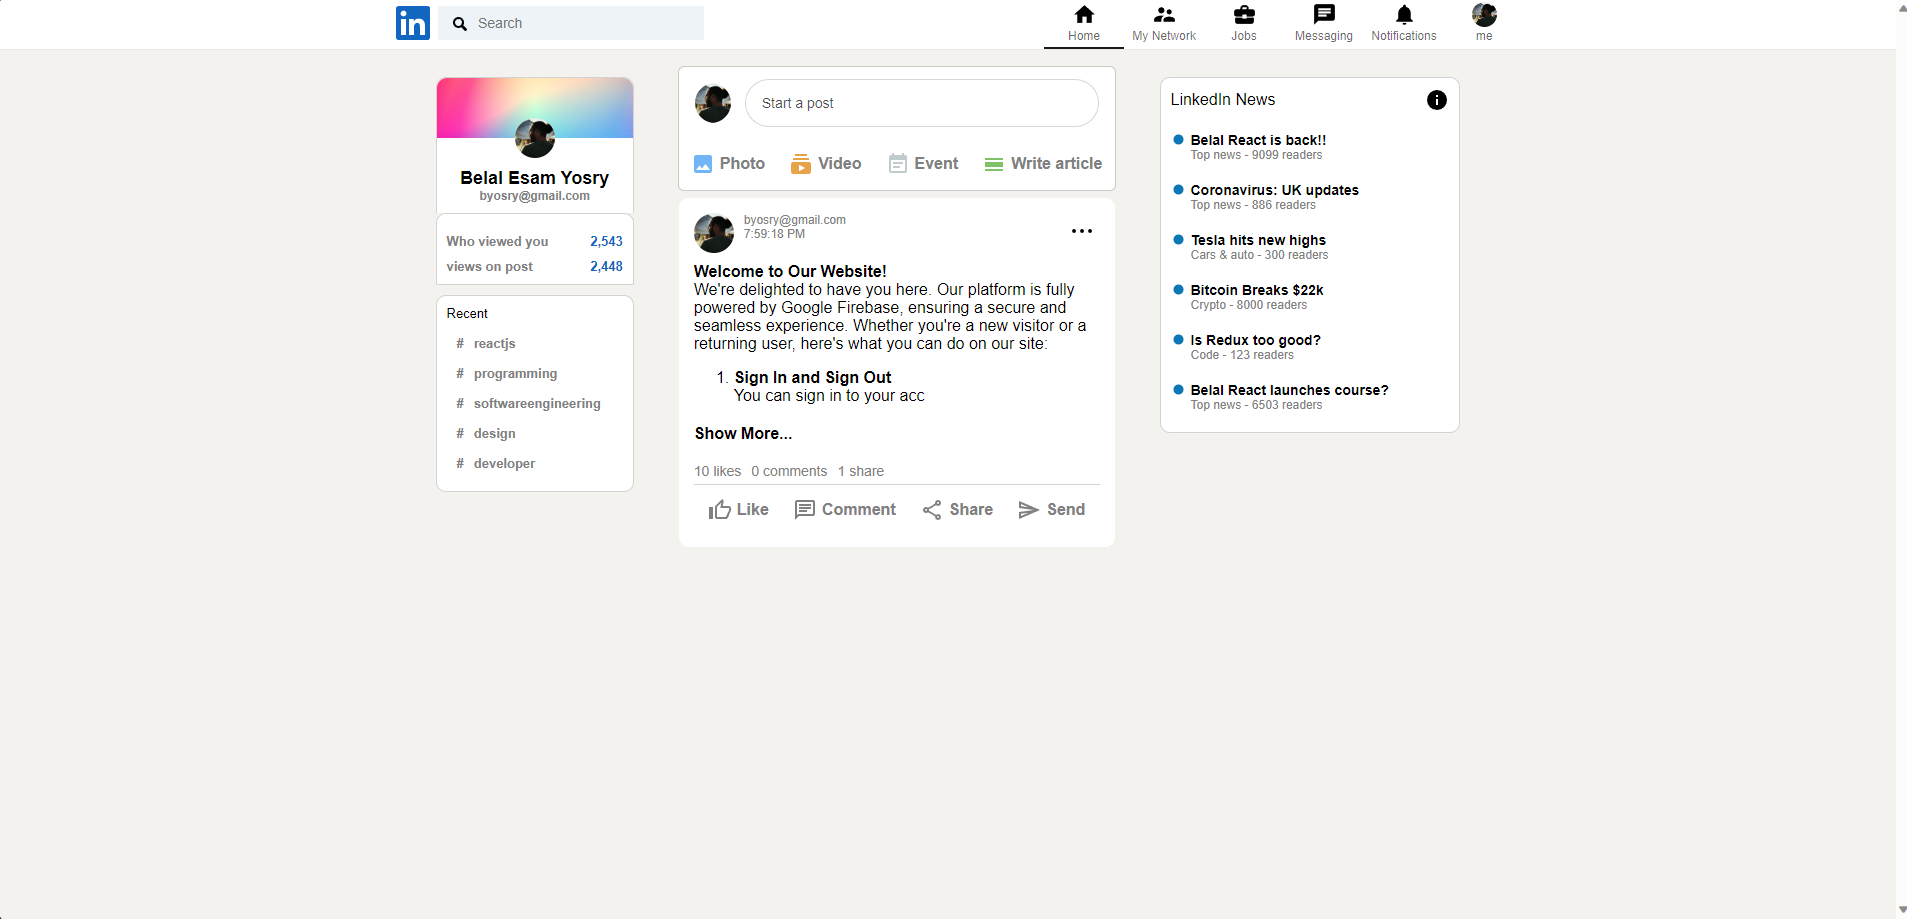 in
Search
Home
My Network
Jobs
Messaging
Notifications
me
Belal Esam Yosry
byosry@gmail.com
Who viewed you 2,543
views on post 2,448
Recent
# reactjs
# programming
# softwareengineering
# design
# developer
Start a post
Photo Video Event Write article
byosry@gmail.com
7:59:18 PM
Welcome to Our Website!
We're delighted to have you here. Our platform is fully
powered by Google Firebase, ensuring a secure and
seamless experience. Whether you're a new visitor or a
returning user, here's what you can do on our site:
1. Sign In and Sign Out
You can sign in to your acc
Show More...
10 likes 0 comments 1 share
Like Comment Share Send
LinkedIn News
Belal React is back!!
Top news - 9099 readers
Coronavirus: UK updates
Top news - 886 readers
Tesla hits new highs
Cars & auto - 300 readers
Bitcoin Breaks $22k
Crypto - 8000 readers
Is Redux too good?
Code - 123 readers
Belal React launches course?
Top news - 6503 readers